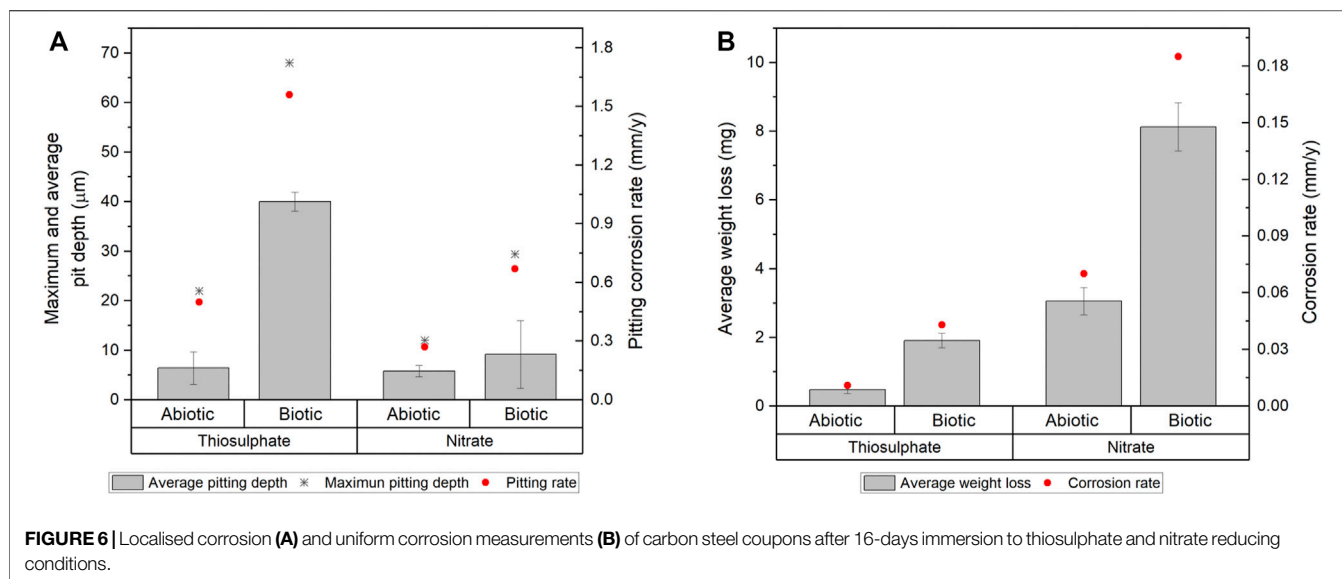 A
Maximum and average
pit depth (μm)
70
60
50
40
30
20
10
0
1.8
1.5
1.2
0.9
0.6
0.3
0.0
Pitting corrosion rate (mm/y)
Abiotic Biotic Abiotic Biotic
Thiosulphate Nitrate
Average pitting depth Maximun pitting depth Pitting rate
B
Average weight loss (mg)
10
8
6
4
2
0
0.18
0.15
0.12
0.09
0.06
0.03
0.00
Corrosion rate (mm/y)
Abiotic Biotic Abiotic Biotic
Thiosulphate Nitrate
Average weight loss Corrosion rate
FIGURE 6 | Localised corrosion (A) and uniform corrosion measurements (B) of carbon steel coupons after 16-days immersion to thiosulphate and nitrate reducing
conditions.